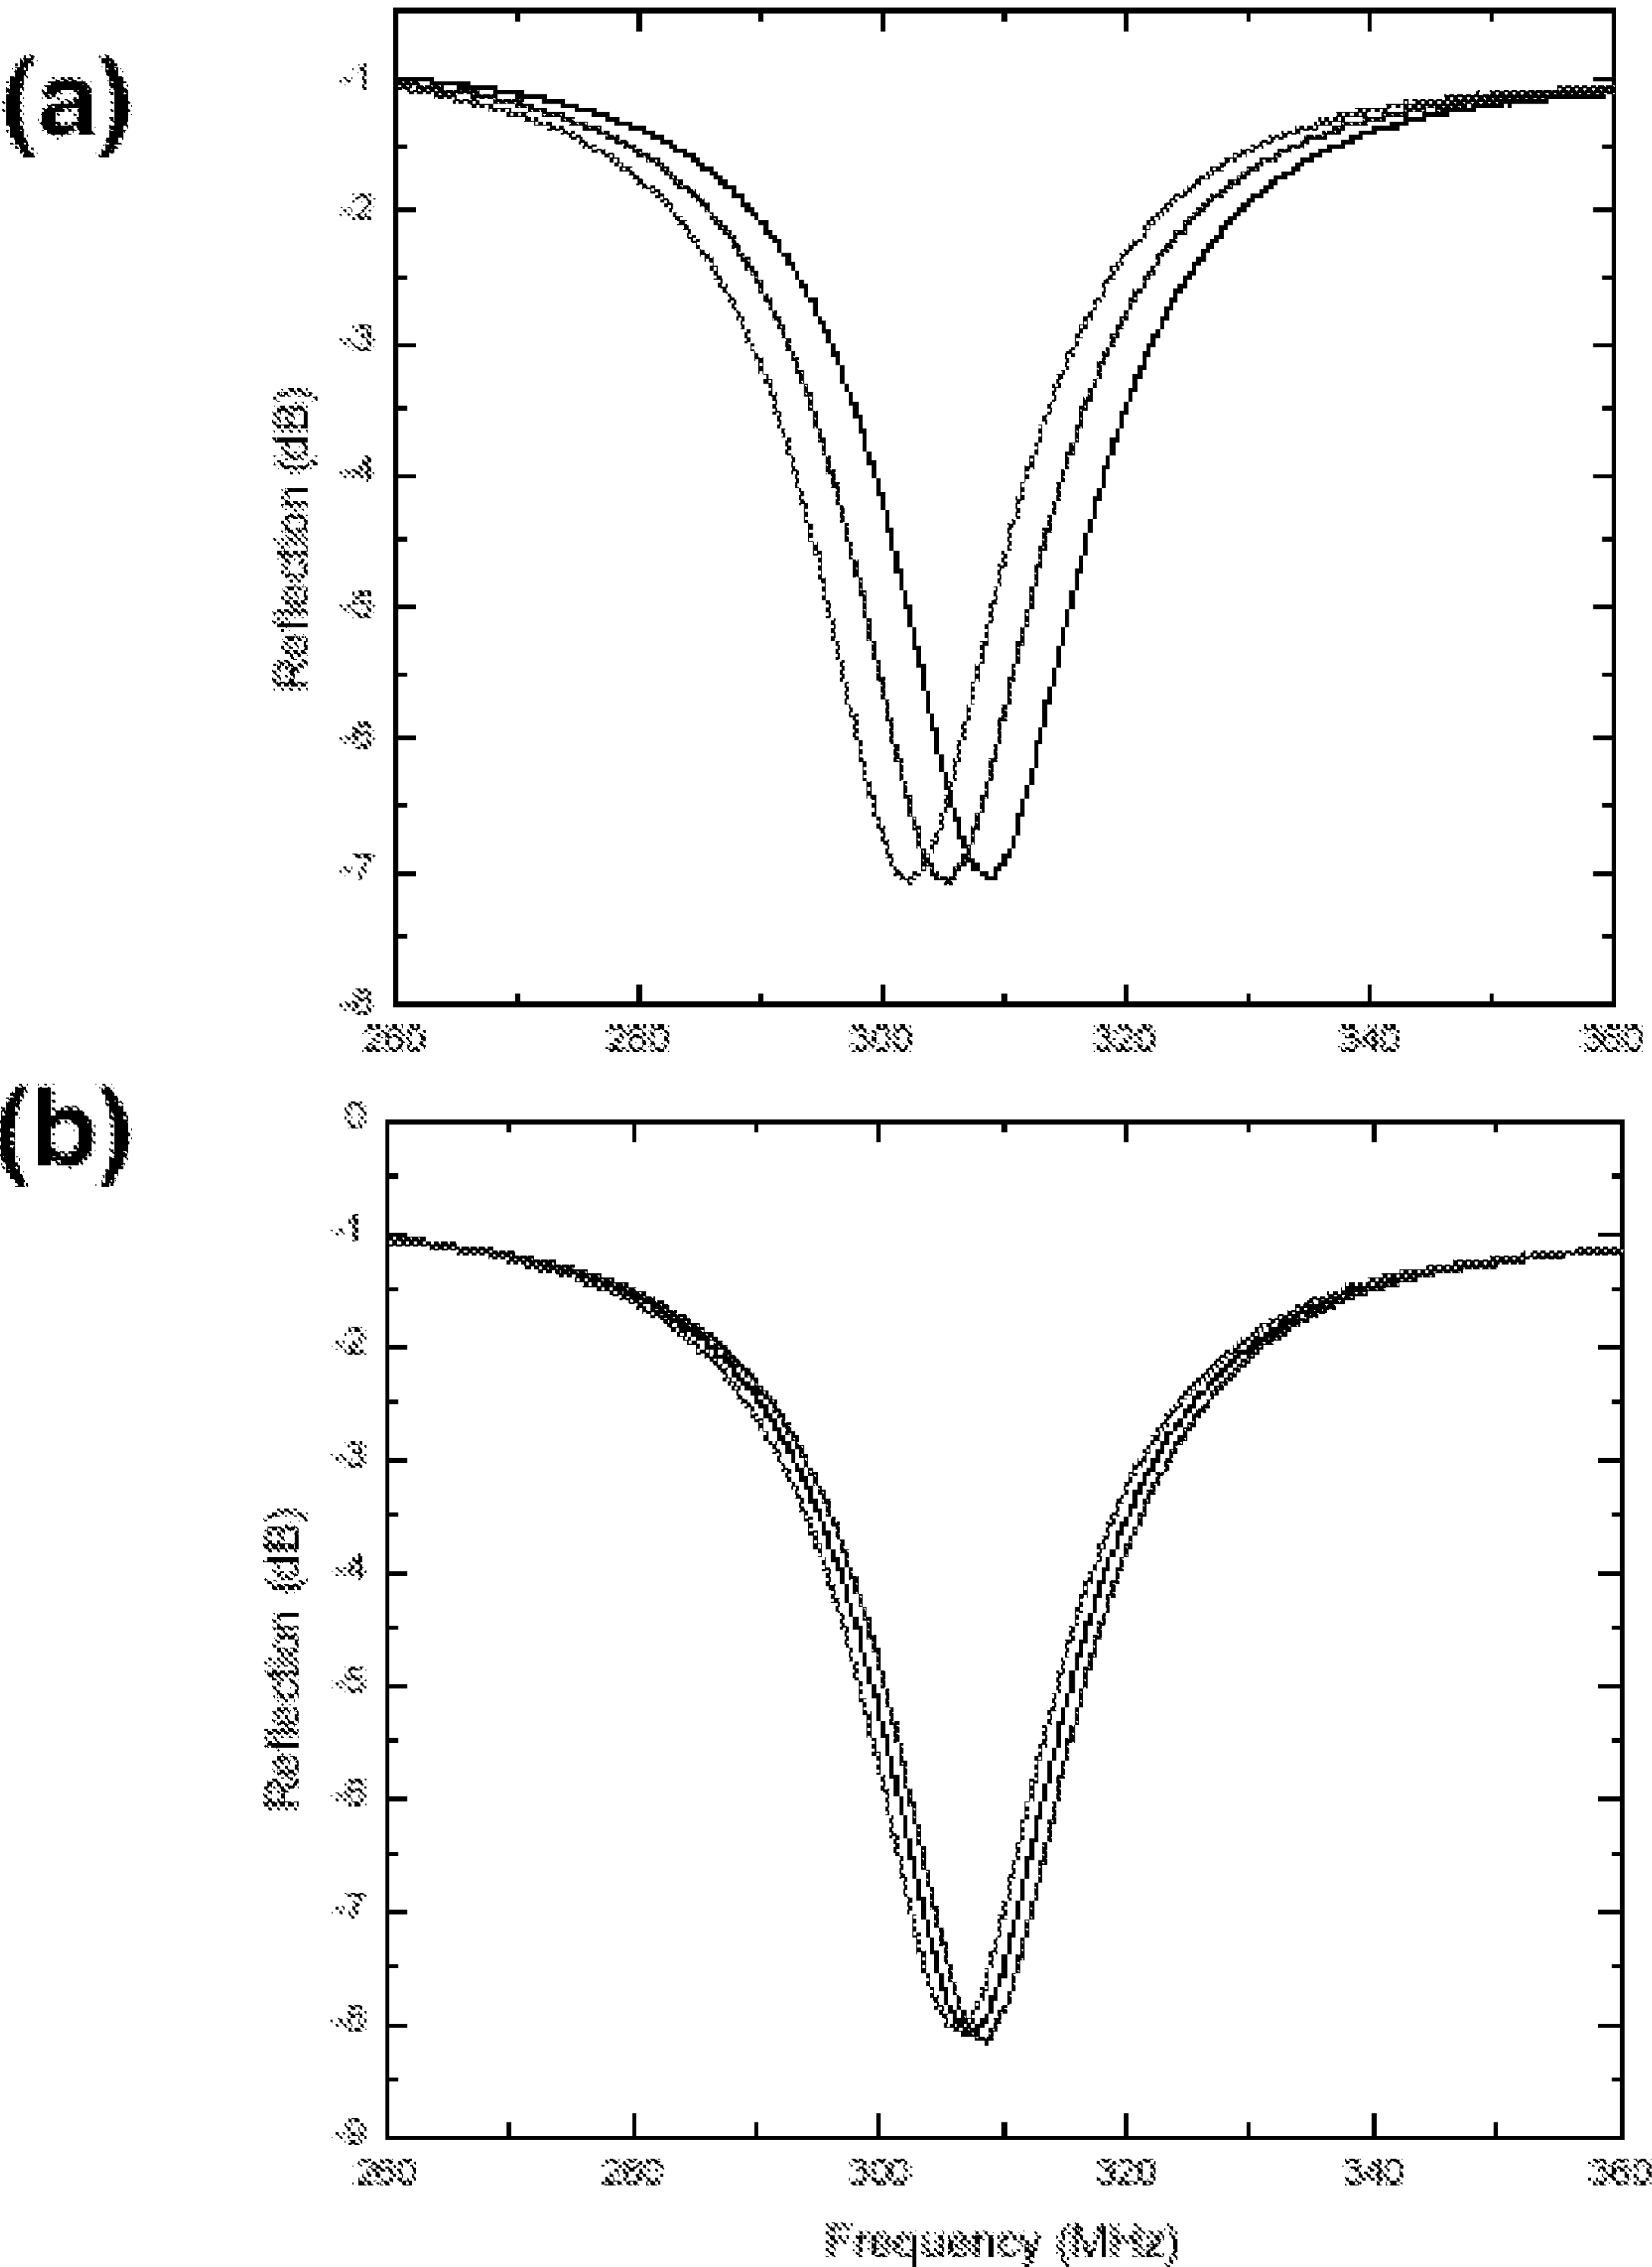 (a)
-1
-2
-3
-4
-5
-6
-7
-8
Reflection (dB)
260 280 300 320 340 360
(b)
0
-1
-2
-3
-4
-5
-6
-7
-8
-9
Reflection (dB)
260 280 300 320 340 360
Frequency (MHz)